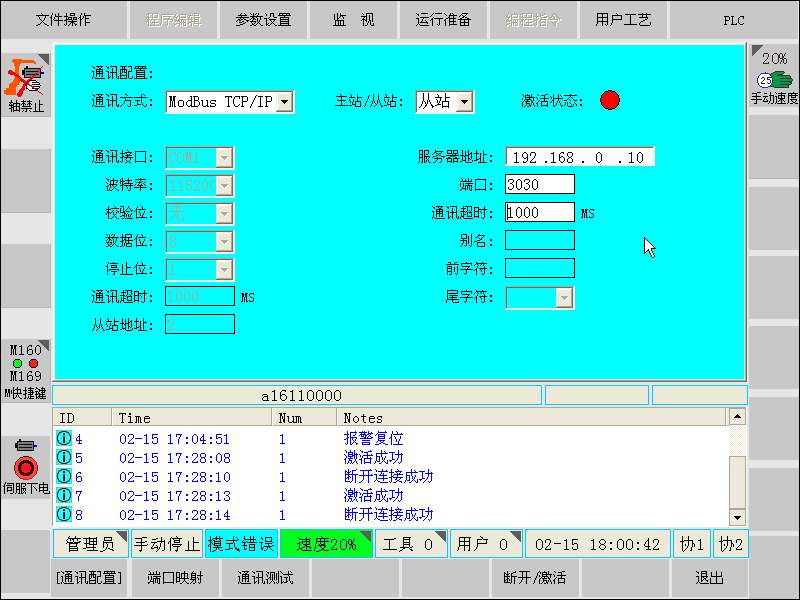 文件操作 程序编辑 参数设置 监 视 运行准备 编程指令 用户工艺 PLC
轴禁止
20%
25
手动速度
通讯配置:
通讯方式: ModBus TCP/IP 主站/从站: 从站 激活状态:
通讯接口: COM1 服务器地址: 192 .168 . 0 . 10
波特率: 115200 端口: 3030
校验位: 无 通讯超时: 1000 MS
数据位: 8 别名:
停止位: 1 前字符:
通讯超时: 1000 MS 尾字符:
从站地址: 2
M160
M169
M快捷键
伺服下电
a16110000
ID Time Num Notes
4 02-15 17:04:51 1 报警复位
5 02-15 17:28:08 1 激活成功
6 02-15 17:28:10 1 断开连接成功
7 02-15 17:28:13 1 激活成功
8 02-15 17:28:14 1 断开连接成功
管理员 手动停止 模式错误 速度20% 工具 0 用户 0 02-15 18:00:42 协1 协2
[通讯配置] 端口映射 通讯测试 断开/激活 退出